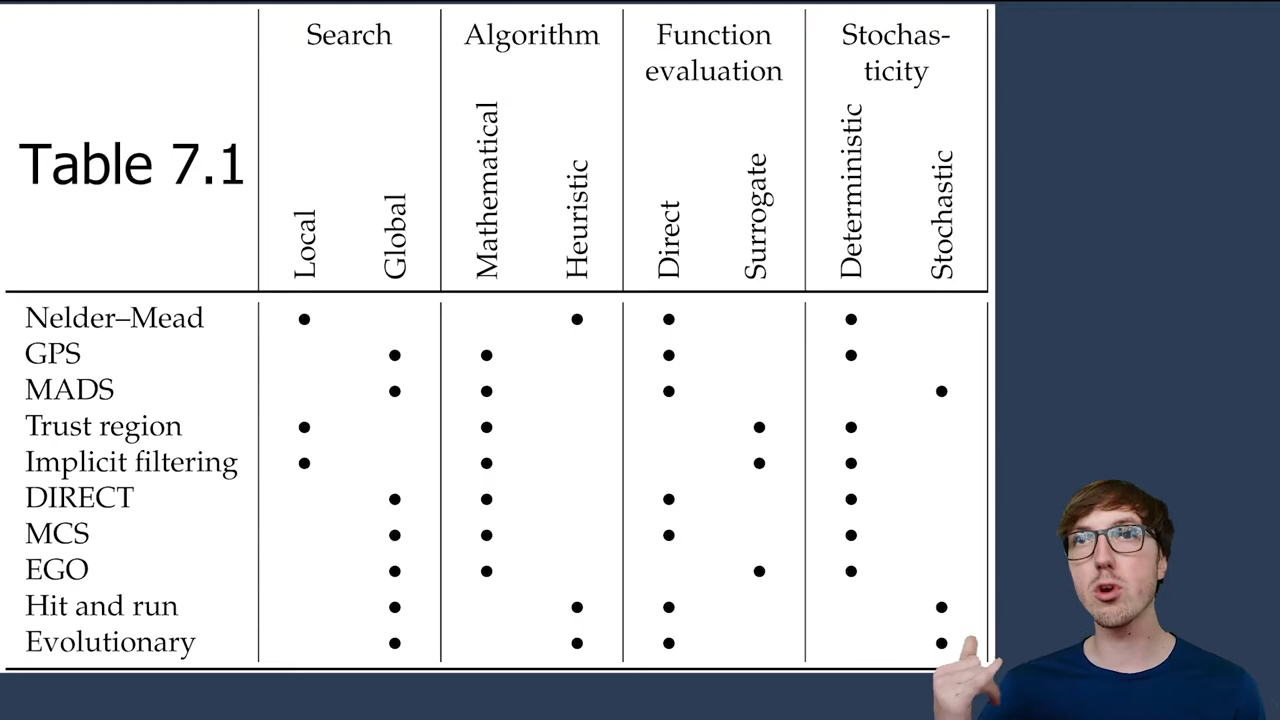 Search Algorithm Function Stochas-
evaluation ticity
Table 7.1
Local Global Mathematical Heuristic Direct Surrogate Deterministic Stochastic
Nelder–Mead • • • •
GPS • • • •
MADS • • • •
Trust region • • • •
Implicit filtering • • • •
DIRECT • • • •
MCS • • • •
EGO • • • •
Hit and run • • • •
Evolutionary • • • •